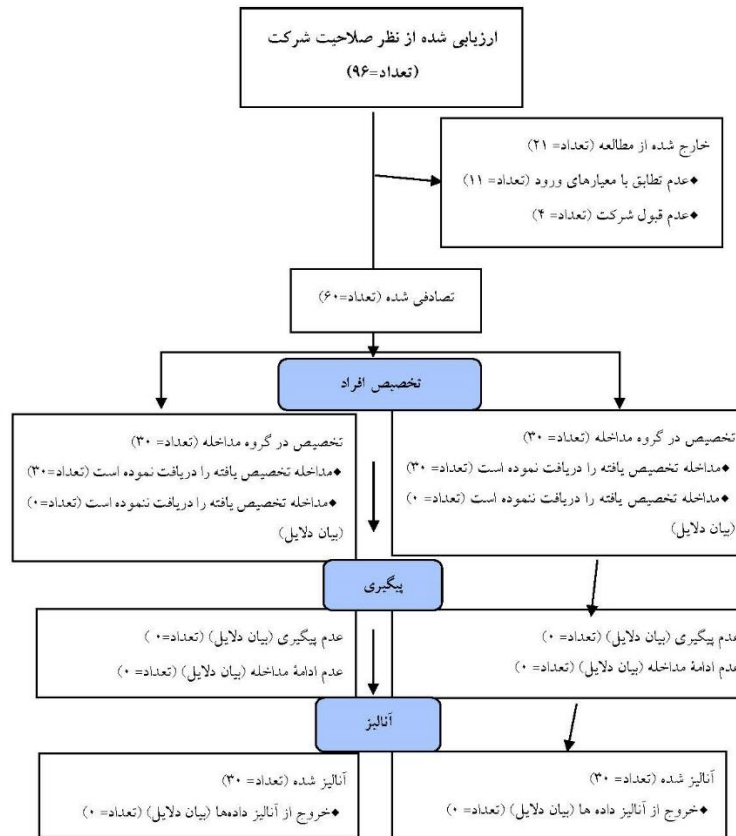 ارزیابی شده از نظر صلاحیت شرکت
(تعداد=۹۶)
خارج شده از مطالعه (تعداد= ۲۱)
◆عدم تطابق با معیارهای ورود (تعداد= ۱۱)
◆عدم قبول شرکت (تعداد= ۴)
تصادفی شده (تعداد=۶۰)
تخصیص افراد
تخصیص در گروه مداخله (تعداد= ۳۰)
◆مداخله تخصیص یافته را دریافت نموده است (تعداد= ۳۰)
◆مداخله تخصیص یافته را دریافت ننموده است (تعداد= ۰)
(بیان دلایل)
تخصیص در گروه مداخله (تعداد= ۳۰)
◆مداخله تخصیص یافته را دریافت نموده است (تعداد=۳۰)
◆مداخله تخصیص یافته را دریافت ننموده است (تعداد=۰)
(بیان دلایل)
پیگیری
عدم پیگیری (بیان دلایل) (تعداد= ۰)
عدم ادامۀ مداخله (بیان دلایل) (تعداد= ۰)
عدم پیگیری (بیان دلایل) (تعداد= ۰)
عدم ادامۀ مداخله (بیان دلایل) (تعداد= ۰)
آنالیز
آنالیز شده (تعداد= ۳۰)
◆خروج از آنالیز داده ها (بیان دلایل) (تعداد= ۰)
آنالیز شده (تعداد= ۳۰)
◆خروج از آنالیز داده‌ها (بیان دلایل) (تعداد= ۰)